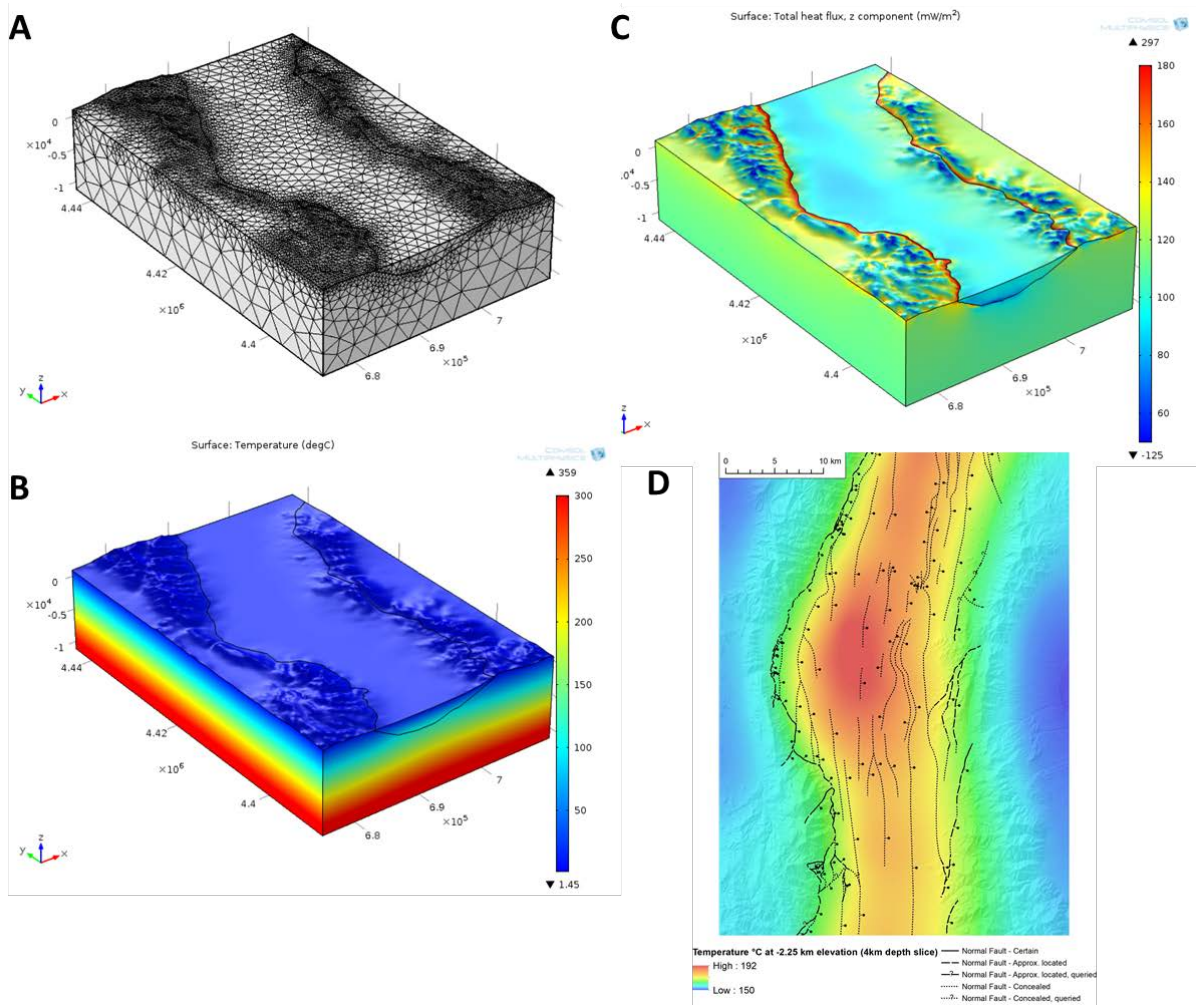 A
0
×10⁴
-0.5
-1
4.44
4.42
×10⁶
4.4
7
6.9
×10⁵
6.8
z
y
x
C
Surface: Total heat flux, z component (mW/m²)
COMSOL
MULTIPHYSICS
▲ 297
180
160
140
120
100
80
60
▼ -125
0
.0⁴
-0.5
-1
4.44
4.42
×10⁶
4.4
7
6.9
×10⁵
6.8
z
x
B
Surface: Temperature (degC)
COMSOL
MULTIPHYSICS
▲ 359
300
250
200
150
100
50
▼ 1.45
0
×10⁴
-0.5
-1
4.44
4.42
×10⁶
4.4
7
6.9
×10⁵
6.8
z
y
x
D
0 5 10 km
Temperature °C at -2.25 km elevation (4km depth slice)
High : 192
Low : 150
Normal Fault - Certain
Normal Fault - Approx. located
? Normal Fault - Approx. located, queried
Normal Fault - Concealed
? Normal Fault - Concealed, queried